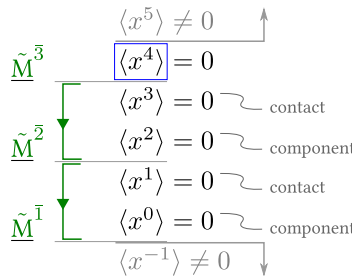 ⟨x⁵⟩ ≠ 0
M̲̃^3̄ ⟨x⁴⟩ = 0
⟨x³⟩ = 0 contact
M̲̃^2̄ ⟨x²⟩ = 0 component
⟨x¹⟩ = 0 contact
M̲̃^1̄ ⟨x⁰⟩ = 0 component
⟨x⁻¹⟩ ≠ 0